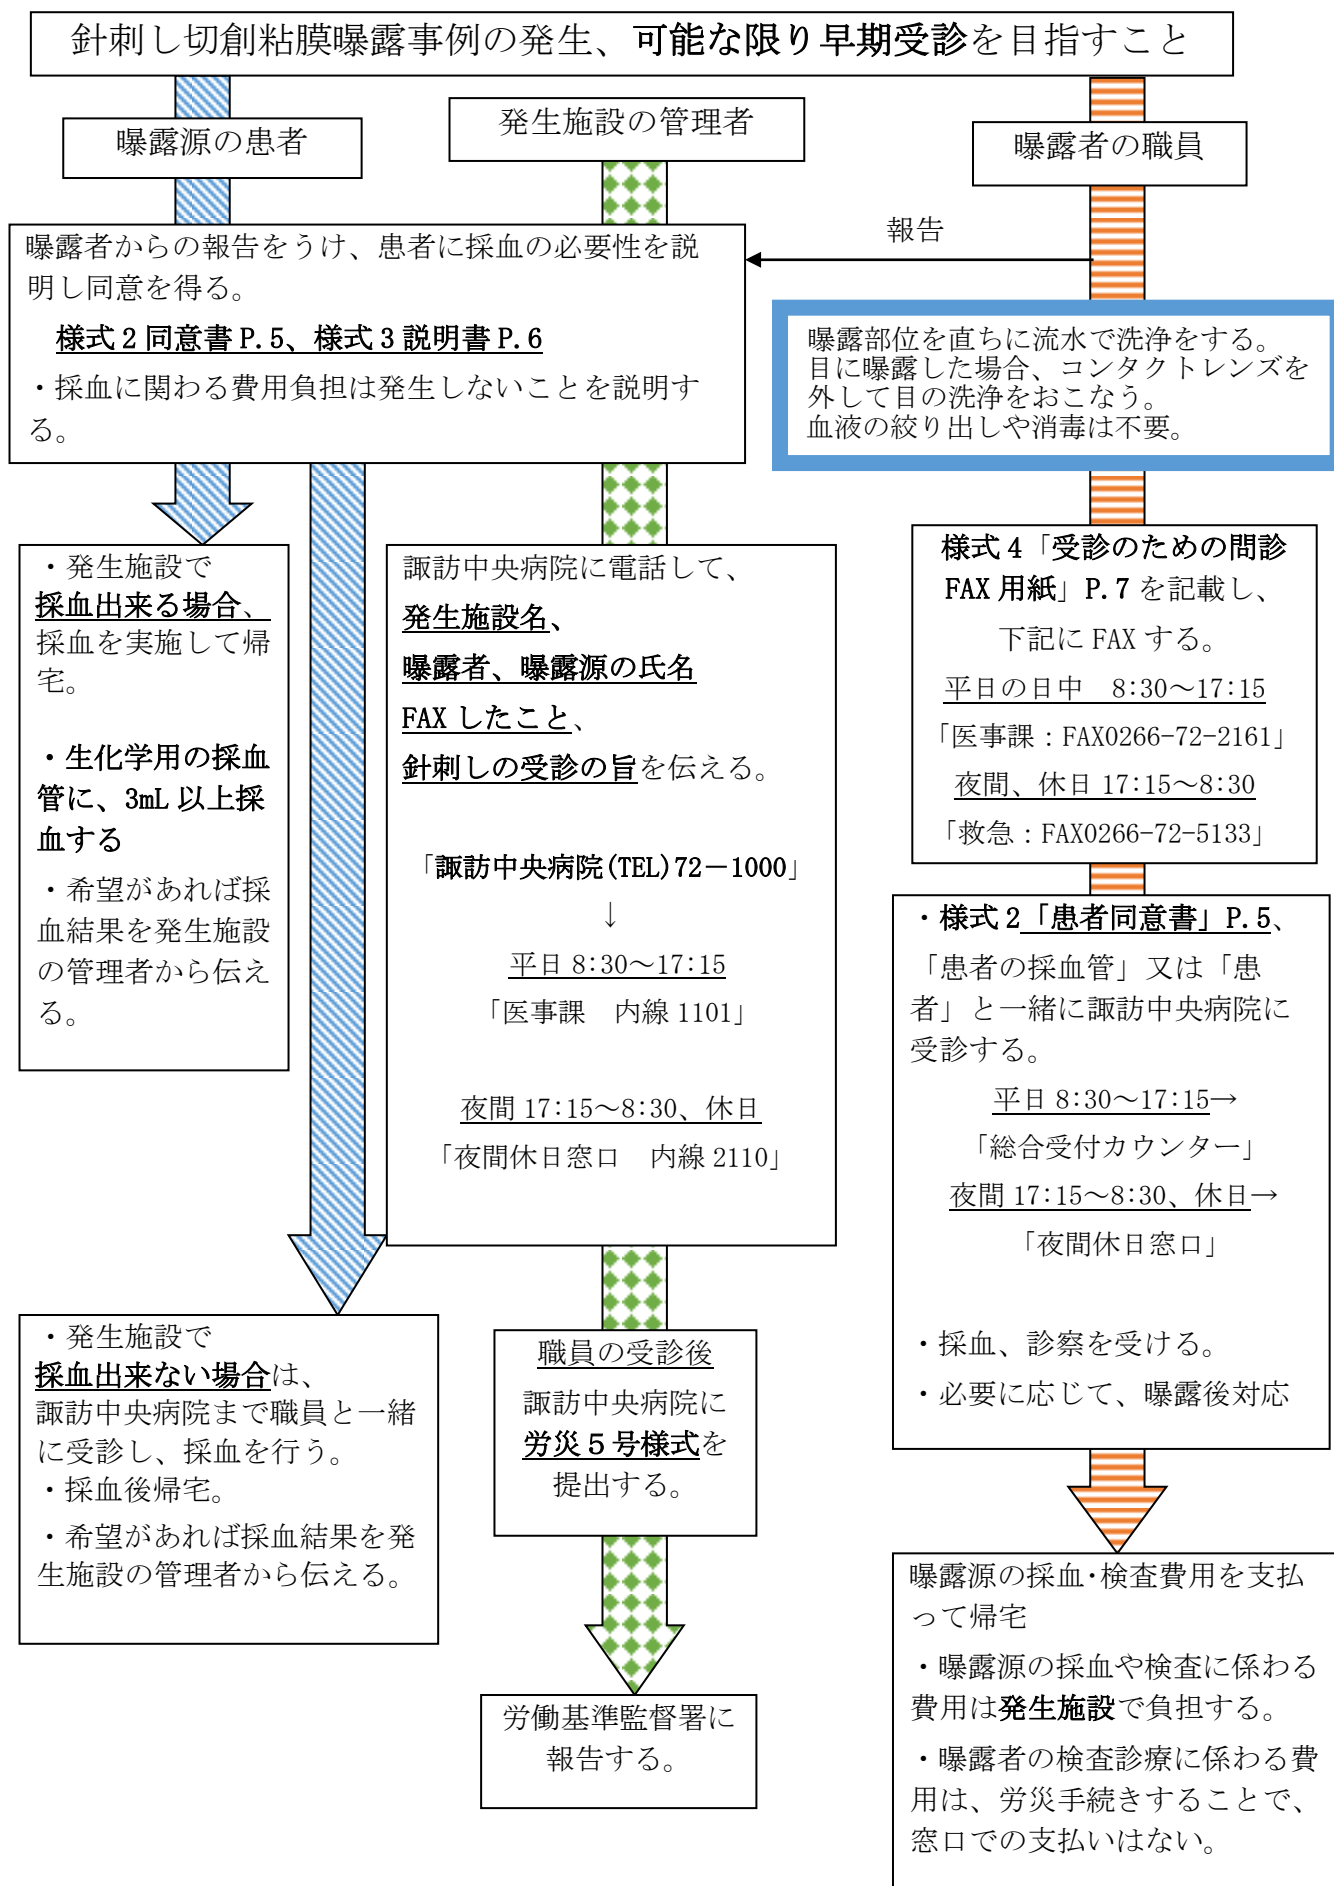 針刺し切創粘膜曝露事例の発生、可能な限り早期受診を目指すこと
曝露源の患者
発生施設の管理者
曝露者の職員
報告
曝露者からの報告をうけ、患者に採血の必要性を説
明し同意を得る。
様式2同意書P.5、様式3説明書P.6
・採血に関わる費用負担は発生しないことを説明す
る。
曝露部位を直ちに流水で洗浄をする。
目に曝露した場合、コンタクトレンズを
外して目の洗浄をおこなう。
血液の絞り出しや消毒は不要。
・発生施設で
採血出来る場合、
採血を実施して帰
宅。
・生化学用の採血
管に、3mL以上採
血する
・希望があれば採
血結果を発生施設
の管理者から伝え
る。
諏訪中央病院に電話して、
発生施設名、
曝露者、曝露源の氏名
FAXしたこと、
針刺しの受診の旨を伝える。
「諏訪中央病院(TEL)72－1000」
↓
平日8:30～17:15
「医事課　内線1101」
夜間17:15～8:30、休日
「夜間休日窓口　内線2110」
様式4「受診のための問診
FAX用紙」P.7を記載し、
下記にFAXする。
平日の日中　8:30～17:15
「医事課：FAX0266-72-2161」
夜間、休日17:15～8:30
「救急：FAX0266-72-5133」
・様式2「患者同意書」P.5、
「患者の採血管」又は「患
者」と一緒に諏訪中央病院に
受診する。
平日8:30～17:15→
「総合受付カウンター」
夜間17:15～8:30、休日→
「夜間休日窓口」
・採血、診察を受ける。
・必要に応じて、曝露後対応
・発生施設で
採血出来ない場合は、
諏訪中央病院まで職員と一緒
に受診し、採血を行う。
・採血後帰宅。
・希望があれば採血結果を発
生施設の管理者から伝える。
職員の受診後
諏訪中央病院に
労災５号様式を
提出する。
労働基準監督署に
報告する。
曝露源の採血･検査費用を支払
って帰宅
・曝露源の採血や検査に係わる
費用は発生施設で負担する。
・曝露者の検査診療に係わる費
用は、労災手続きすることで、
窓口での支払いはない。